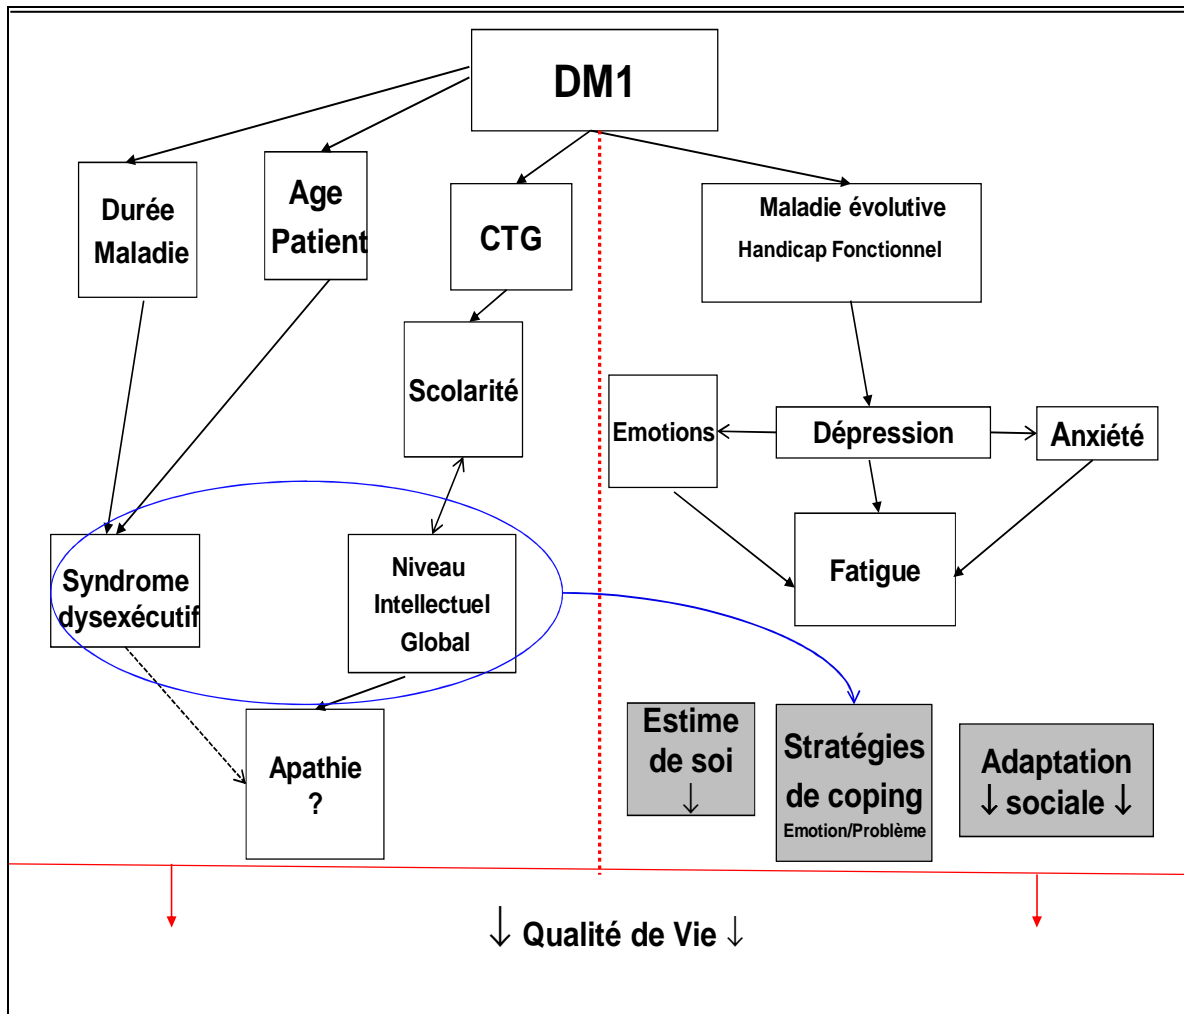 DM1
Durée
Maladie
Age
Patient
CTG
Maladie évolutive
Handicap Fonctionnel
Scolarité
Emotions
Dépression
Anxiété
Syndrome
dysexécutif
Niveau
Intellectuel
Global
Fatigue
Apathie
?
Estime
de soi
↓
Stratégies
de coping
Emotion/Problème
Adaptation
↓ sociale ↓
↓ Qualité de Vie ↓